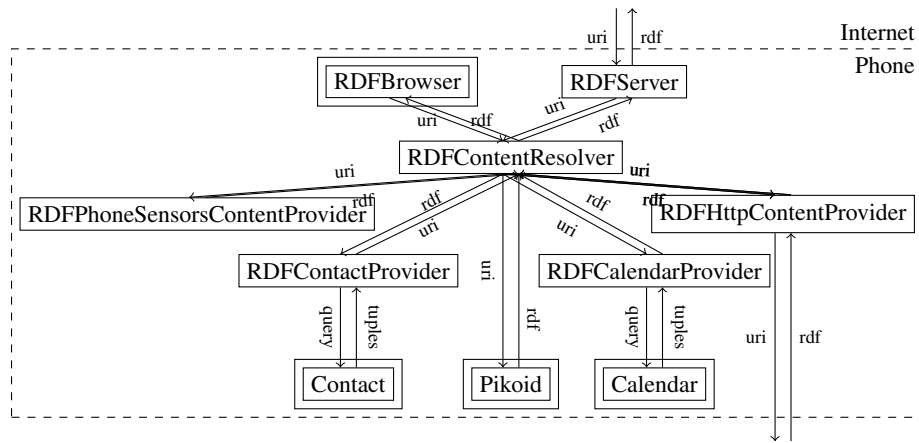 Internet
uri
rdf
Phone
RDFBrowser
RDFServer
uri
rdf
uri
rdf
RDFContentResolver
uri
rdf
uri
rdf
RDFPhoneSensorsContentProvider
RDFHttpContentProvider
rdf
uri
rdf
uri
RDFContactProvider
RDFCalendarProvider
uri
rdf
query
tuples
query
tuples
uri
rdf
Contact
Pikoid
Calendar